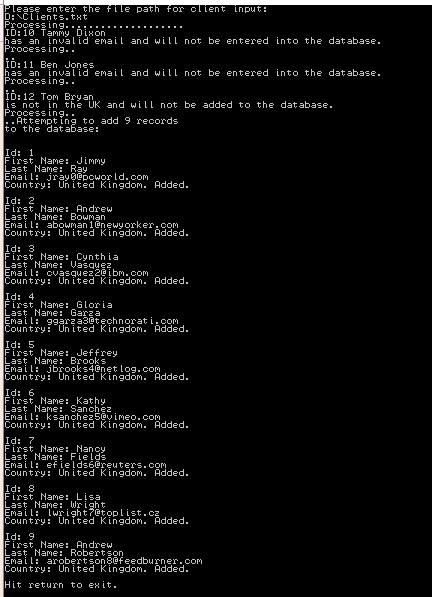 Please enter the file path for client input:
D:\Clients.txt
Processing....................
ID:10 Tammy Dixon
has an invalid email and will not be entered into the database.
Processing..
..
ID:11 Ben Jones
has an invalid email and will not be entered into the database.
Processing..
..
ID:12 Tom Bryan
is not in the UK and will not be added to the database.
Processing..
..Attempting to add 9 records
to the database:
Id: 1
First Name: Jimmy
Last Name: Ray
Email: jray0@pcworld.com
Country: United Kingdom. Added.
Id: 2
First Name: Andrew
Last Name: Bowman
Email: abowman1@newyorker.com
Country: United Kingdom. Added.
Id: 3
First Name: Cynthia
Last Name: Vasquez
Email: cvasquez2@ibm.com
Country: United Kingdom. Added.
Id: 4
First Name: Gloria
Last Name: Garza
Email: ggarza3@technorati.com
Country: United Kingdom. Added.
Id: 5
First Name: Jeffrey
Last Name: Brooks
Email: jbrooks4@netlog.com
Country: United Kingdom. Added.
Id: 6
First Name: Kathy
Last Name: Sanchez
Email: ksanchez5@vimeo.com
Country: United Kingdom. Added.
Id: 7
First Name: Nancy
Last Name: Fields
Email: efields6@reuters.com
Country: United Kingdom. Added.
Id: 8
First Name: Lisa
Last Name: Wright
Email: lwright7@toplist.cz
Country: United Kingdom. Added.
Id: 9
First Name: Andrew
Last Name: Robertson
Email: arobertson8@feedburner.com
Country: United Kingdom. Added.
Hit return to exit.